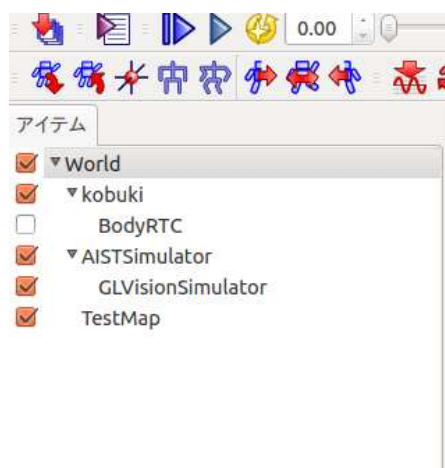 0.00
アイテム
World
kobuki
BodyRTC
AISTSimulator
GLVisionSimulator
TestMap